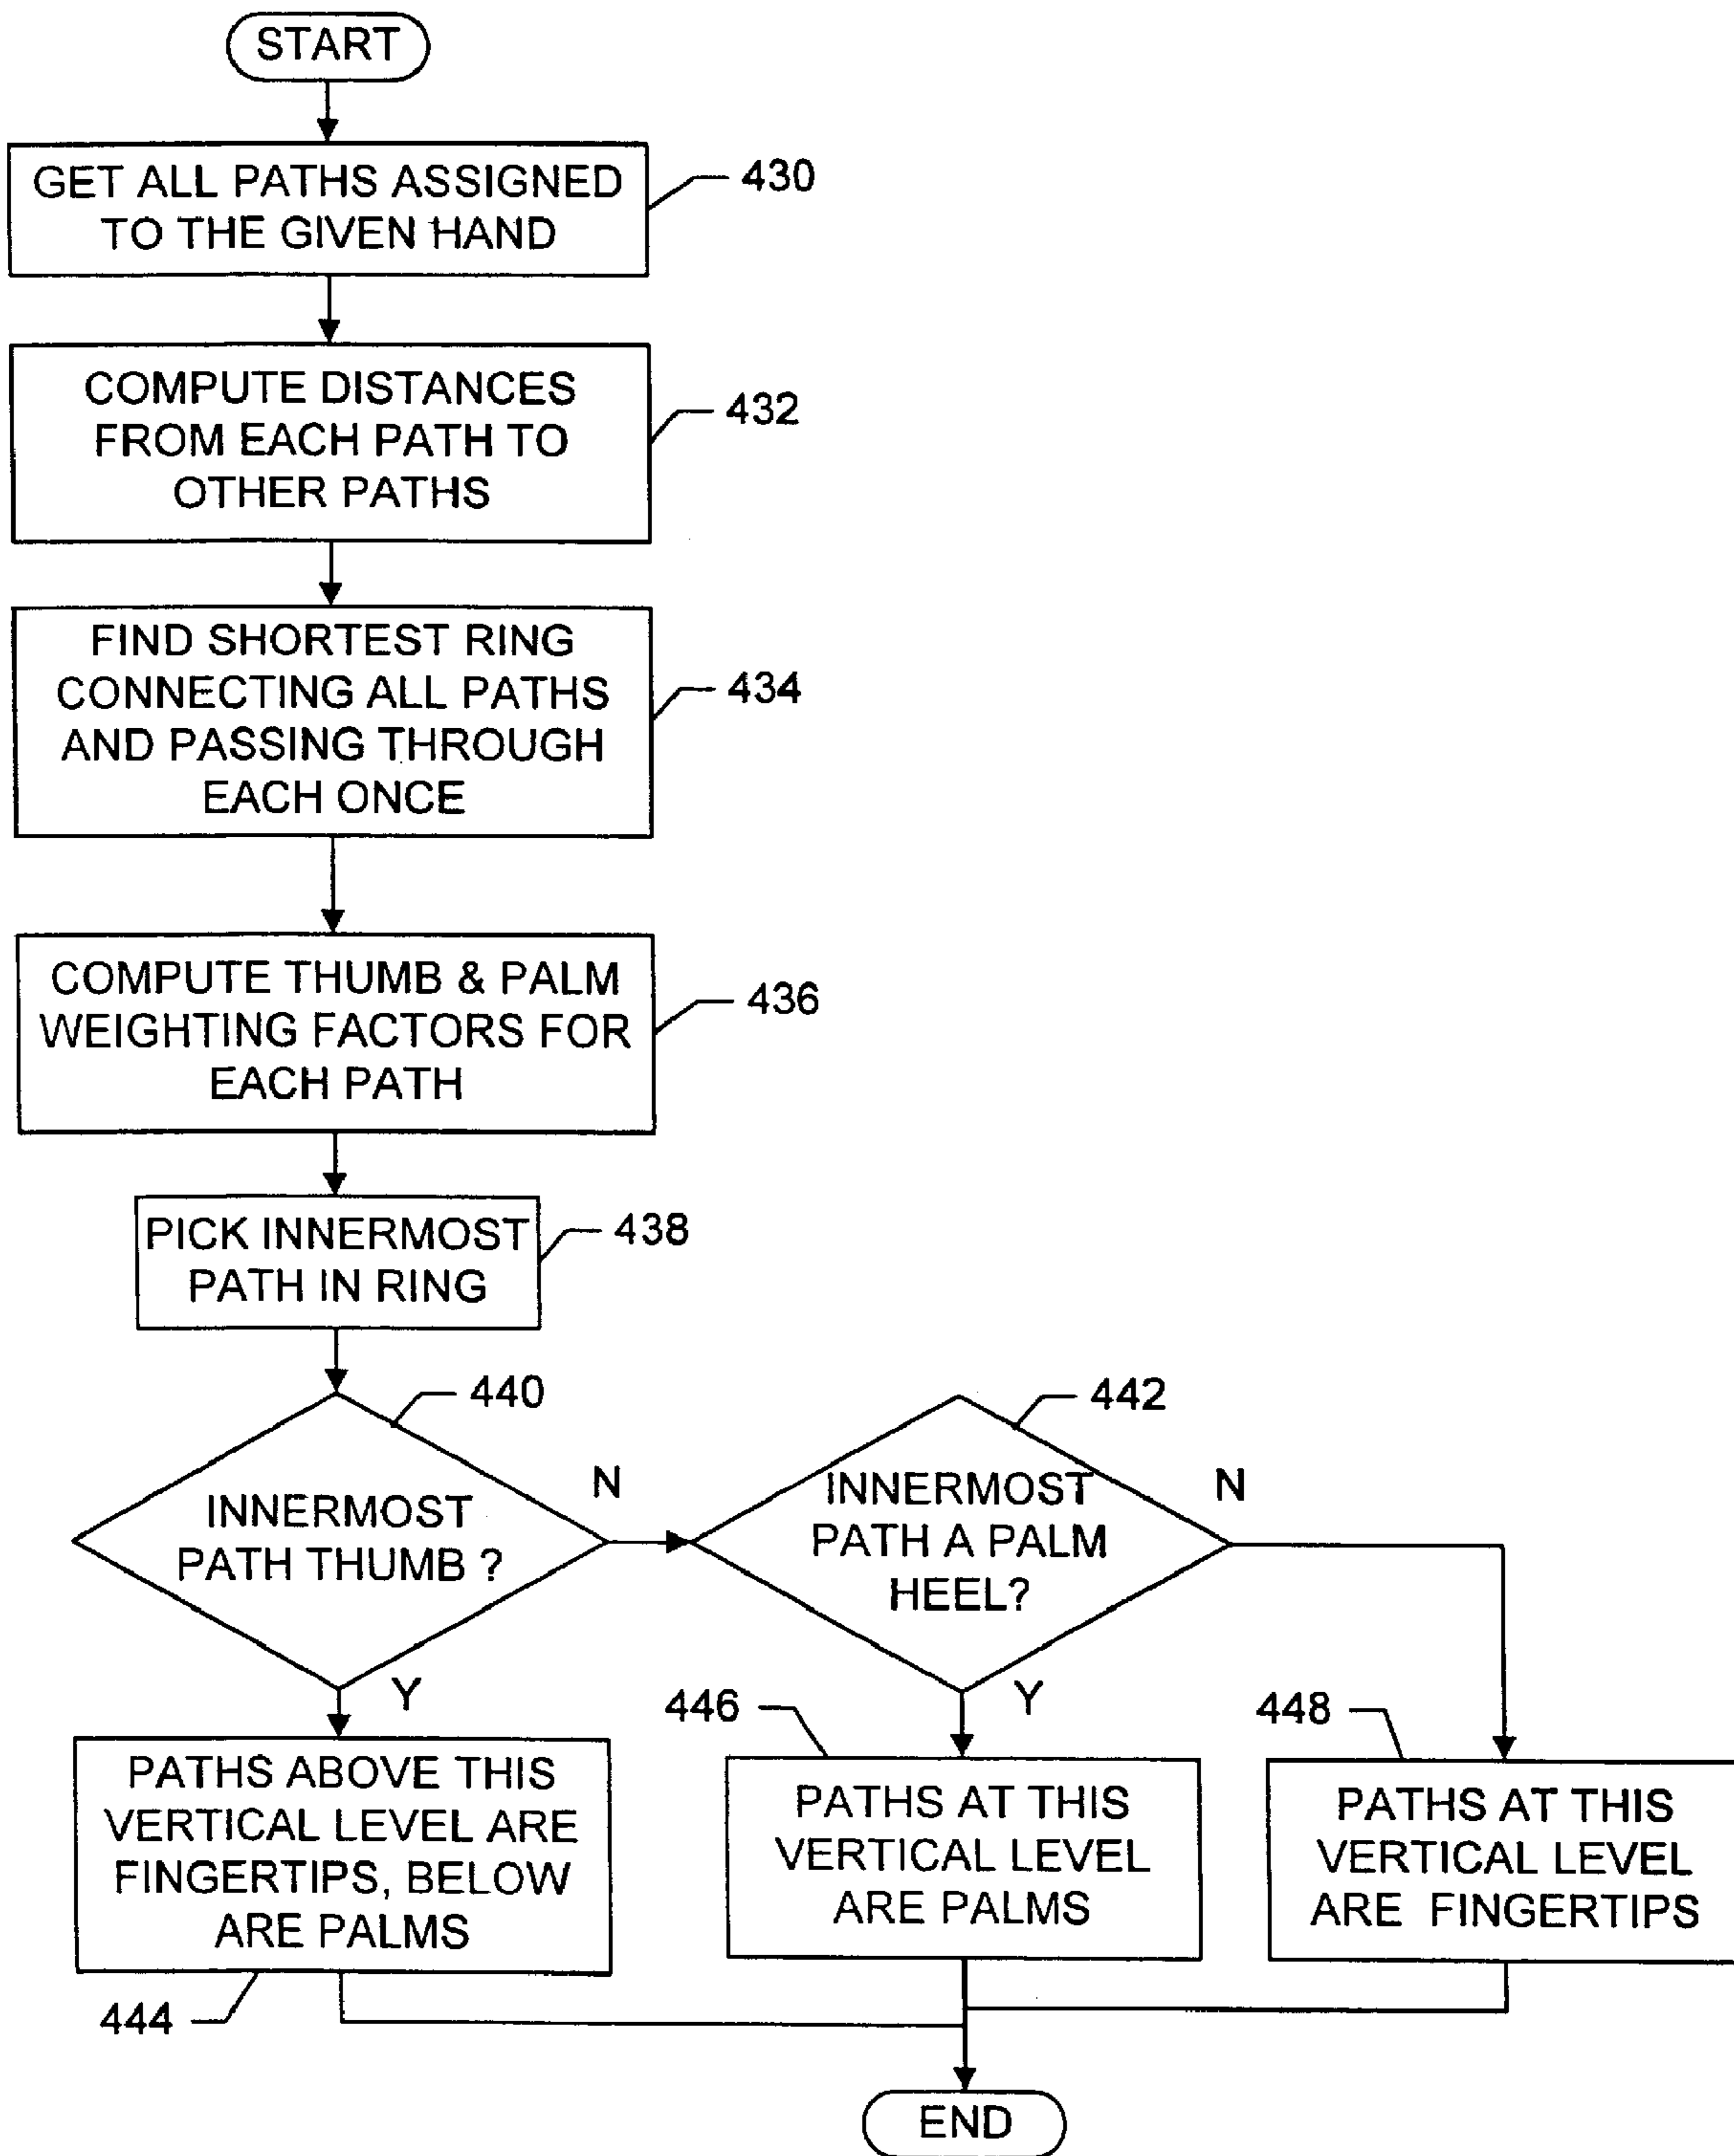 START
GET ALL PATHS ASSIGNED
TO THE GIVEN HAND
430
COMPUTE DISTANCES
FROM EACH PATH TO
OTHER PATHS
432
FIND SHORTEST RING
CONNECTING ALL PATHS
AND PASSING THROUGH
EACH ONCE
434
COMPUTE THUMB & PALM
WEIGHTING FACTORS FOR
EACH PATH
436
PICK INNERMOST
PATH IN RING
438
440
INNERMOST
PATH THUMB ?
N
Y
442
INNERMOST
PATH A PALM
HEEL?
N
Y
PATHS ABOVE THIS
VERTICAL LEVEL ARE
FINGERTIPS, BELOW
ARE PALMS
444
446
PATHS AT THIS
VERTICAL LEVEL
ARE PALMS
448
PATHS AT THIS
VERTICAL LEVEL
ARE FINGERTIPS
END